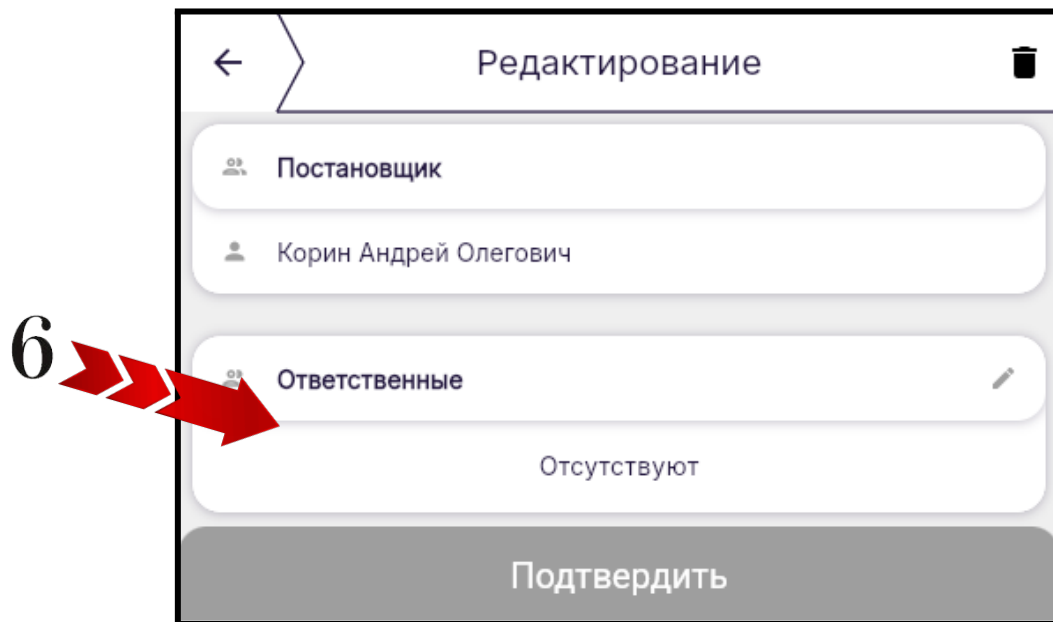 Редактирование
Постановщик
Корин Андрей Олегович
6
Ответственные
Отсутствуют
Подтвердить